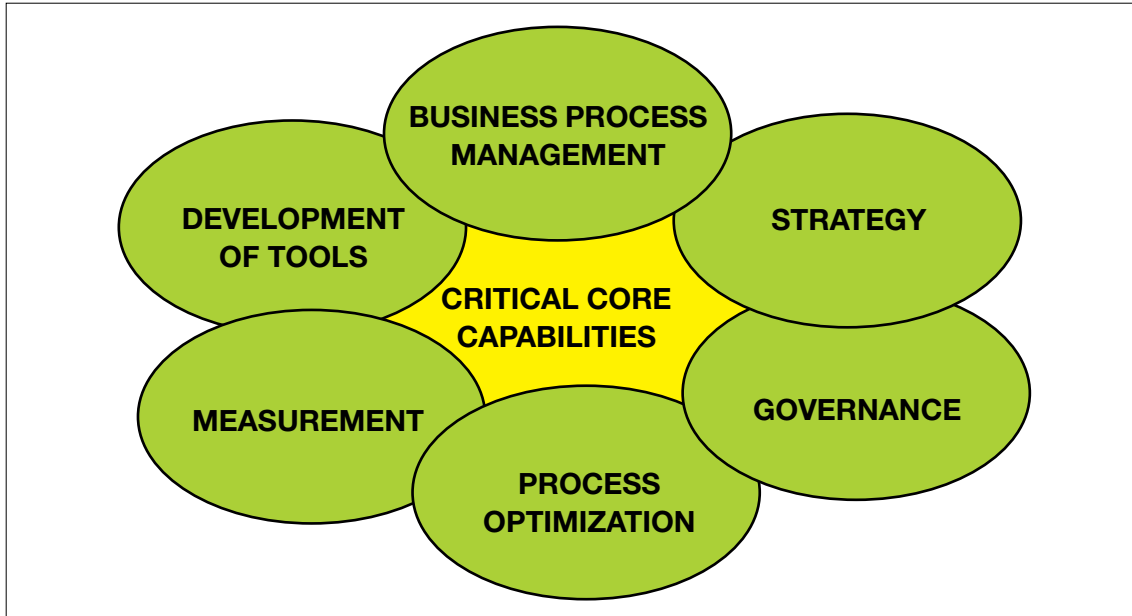 BUSINESS PROCESS
MANAGEMENT
DEVELOPMENT
OF TOOLS
STRATEGY
CRITICAL CORE
CAPABILITIES
MEASUREMENT
GOVERNANCE
PROCESS
OPTIMIZATION